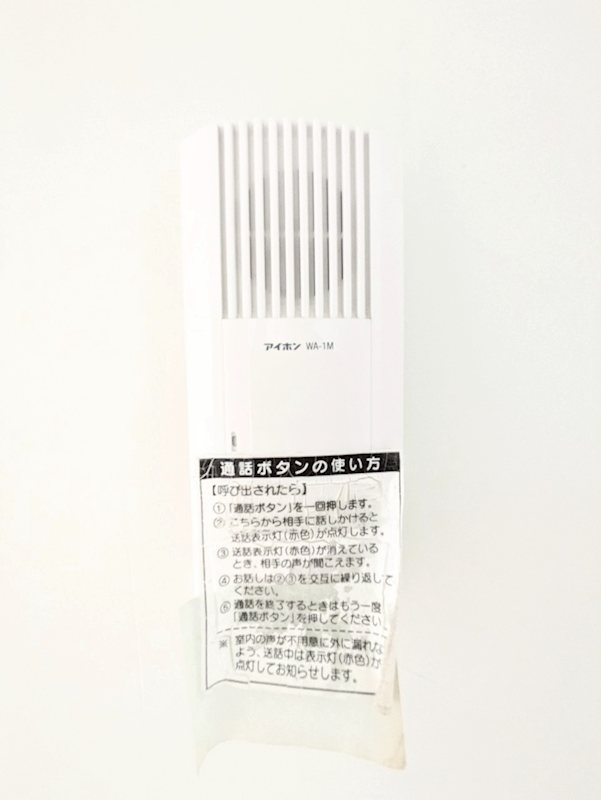 アイホン WA-1M
通話ボタンの使い方
【呼び出されたら】
①「通話ボタン」を一回押します。
② こちらから相手に話しかけると
送話表示灯(赤色)が点灯します。
③ 送話表示灯(赤色)が消えている
とき、相手の声が聞こえます。
④ お話しは②③を交互に繰り返して
ください。
⑤ 通話を終了するときはもう一度
「通話ボタン」を押してください
※ 室内の声が不用意に外に漏れな
よう、送話中は表示灯(赤色)が
点灯してお知らせします。